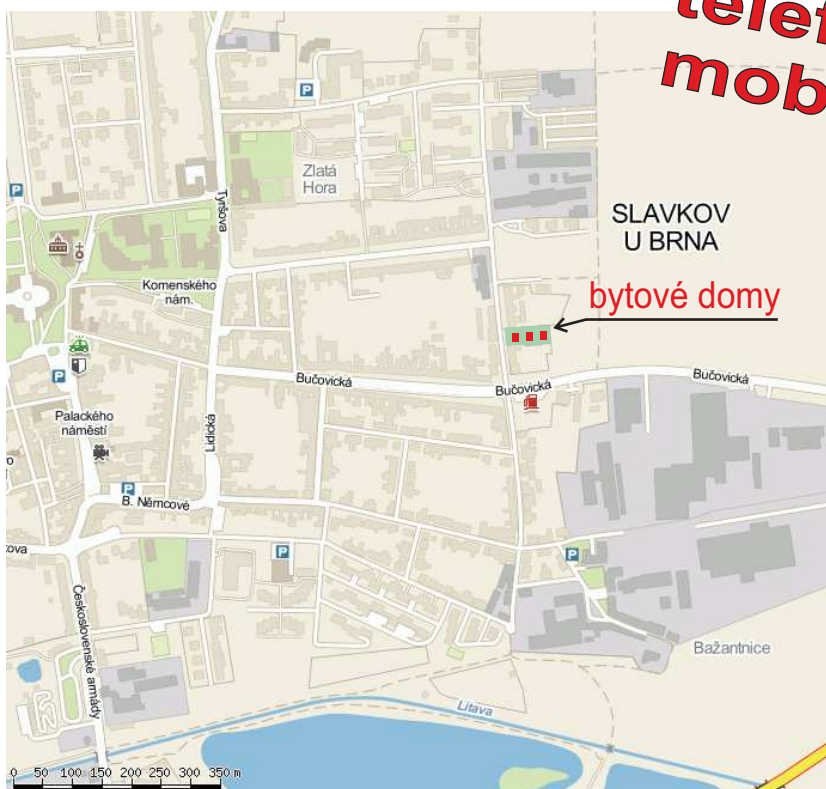 telef
mob
P
Zlatá
Hora
P
Tyršova
SLAVKOV
U BRNA
Komenského
nám.
bytové domy
P
Bučovická
Bučovická
Bučovická
Palackého
náměstí
Lidická
P
B. Němcové
P
P
ova
Československé armády
Bažantnice
Litava
0 50 100 150 200 250 300 350 m